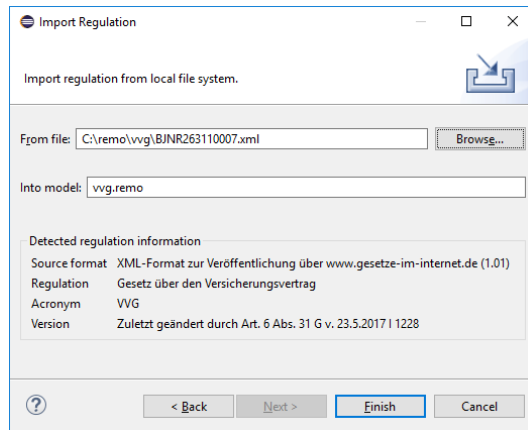 Import Regulation
Import regulation from local file system.
From file: C:\remo\vvg\BJNR263110007.xml Browse...
Into model: vvg.remo
Detected regulation information
Source format XML-Format zur Veröffentlichung über www.gesetze-im-internet.de (1.01)
Regulation Gesetz über den Versicherungsvertrag
Acronym VVG
Version Zuletzt geändert durch Art. 6 Abs. 31 G v. 23.5.2017 I 1228
? < Back Next > Finish Cancel